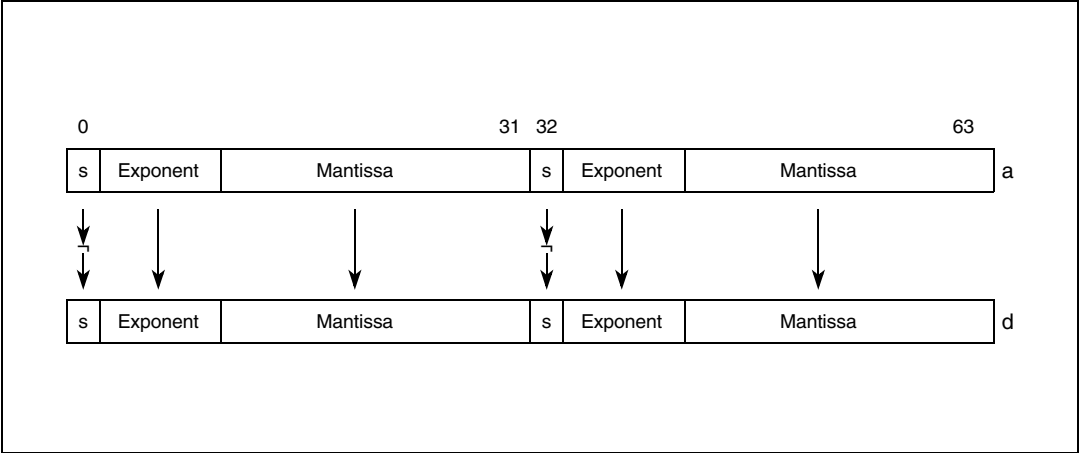 0 31 32 63
s Exponent Mantissa s Exponent Mantissa a
¬ ¬
s Exponent Mantissa s Exponent Mantissa d